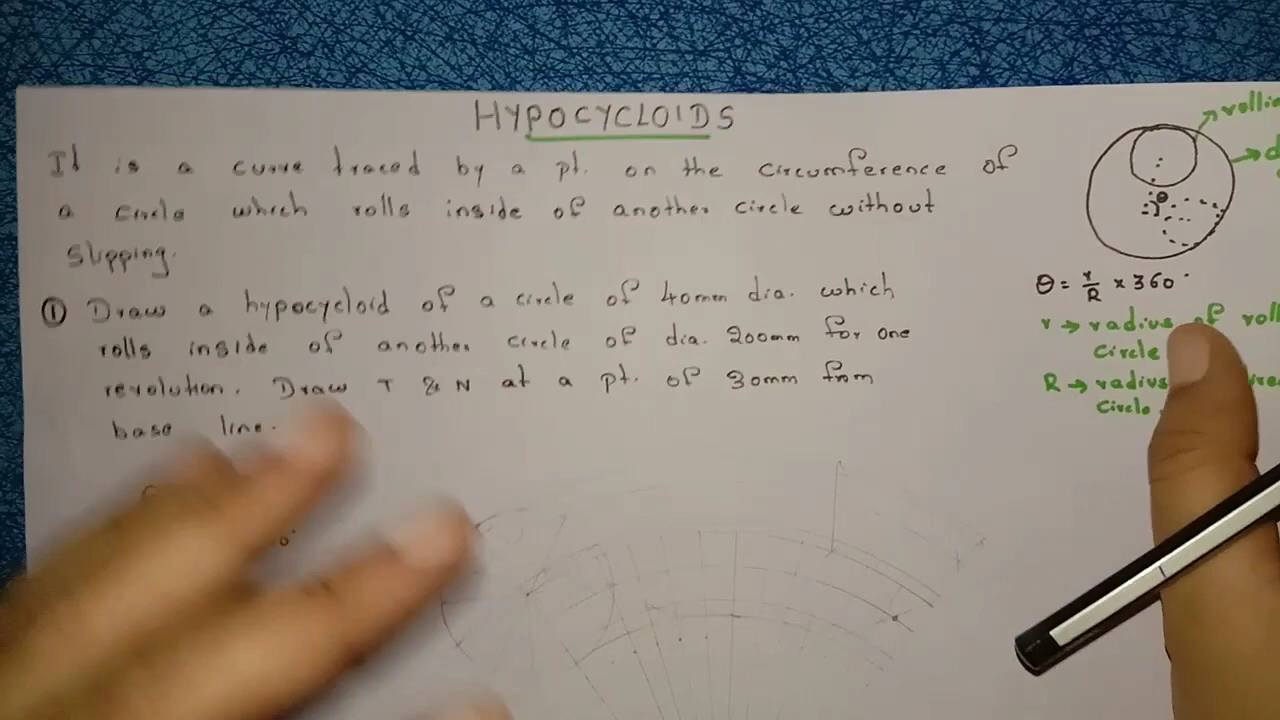 HYPOCYCLOIDS
It is a curve traced by a pt. on the circumference of
a circle which rolls inside of another circle without
slipping.
① Draw a hypocycloid of a circle of 40mm dia. which
rolls inside of another circle of dia. 200mm for one
revolution. Draw T & N at a pt. of 30mm from
base line.
θ
θ = r/R × 360°
r → radius of
circle
R → radius
circle.